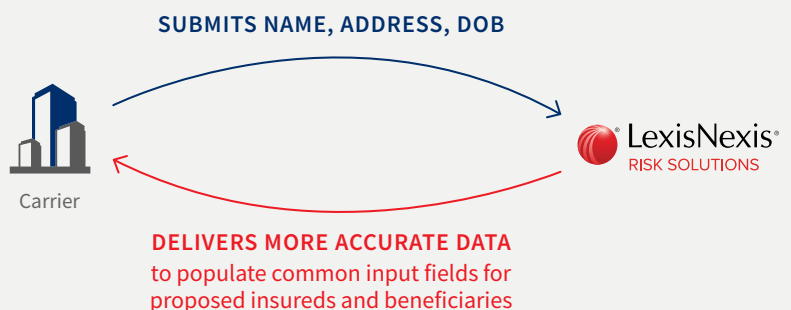 SUBMITS NAME, ADDRESS, DOB
LexisNexis®
RISK SOLUTIONS
Carrier
DELIVERS MORE ACCURATE DATA
to populate common input fields for
proposed insureds and beneficiaries